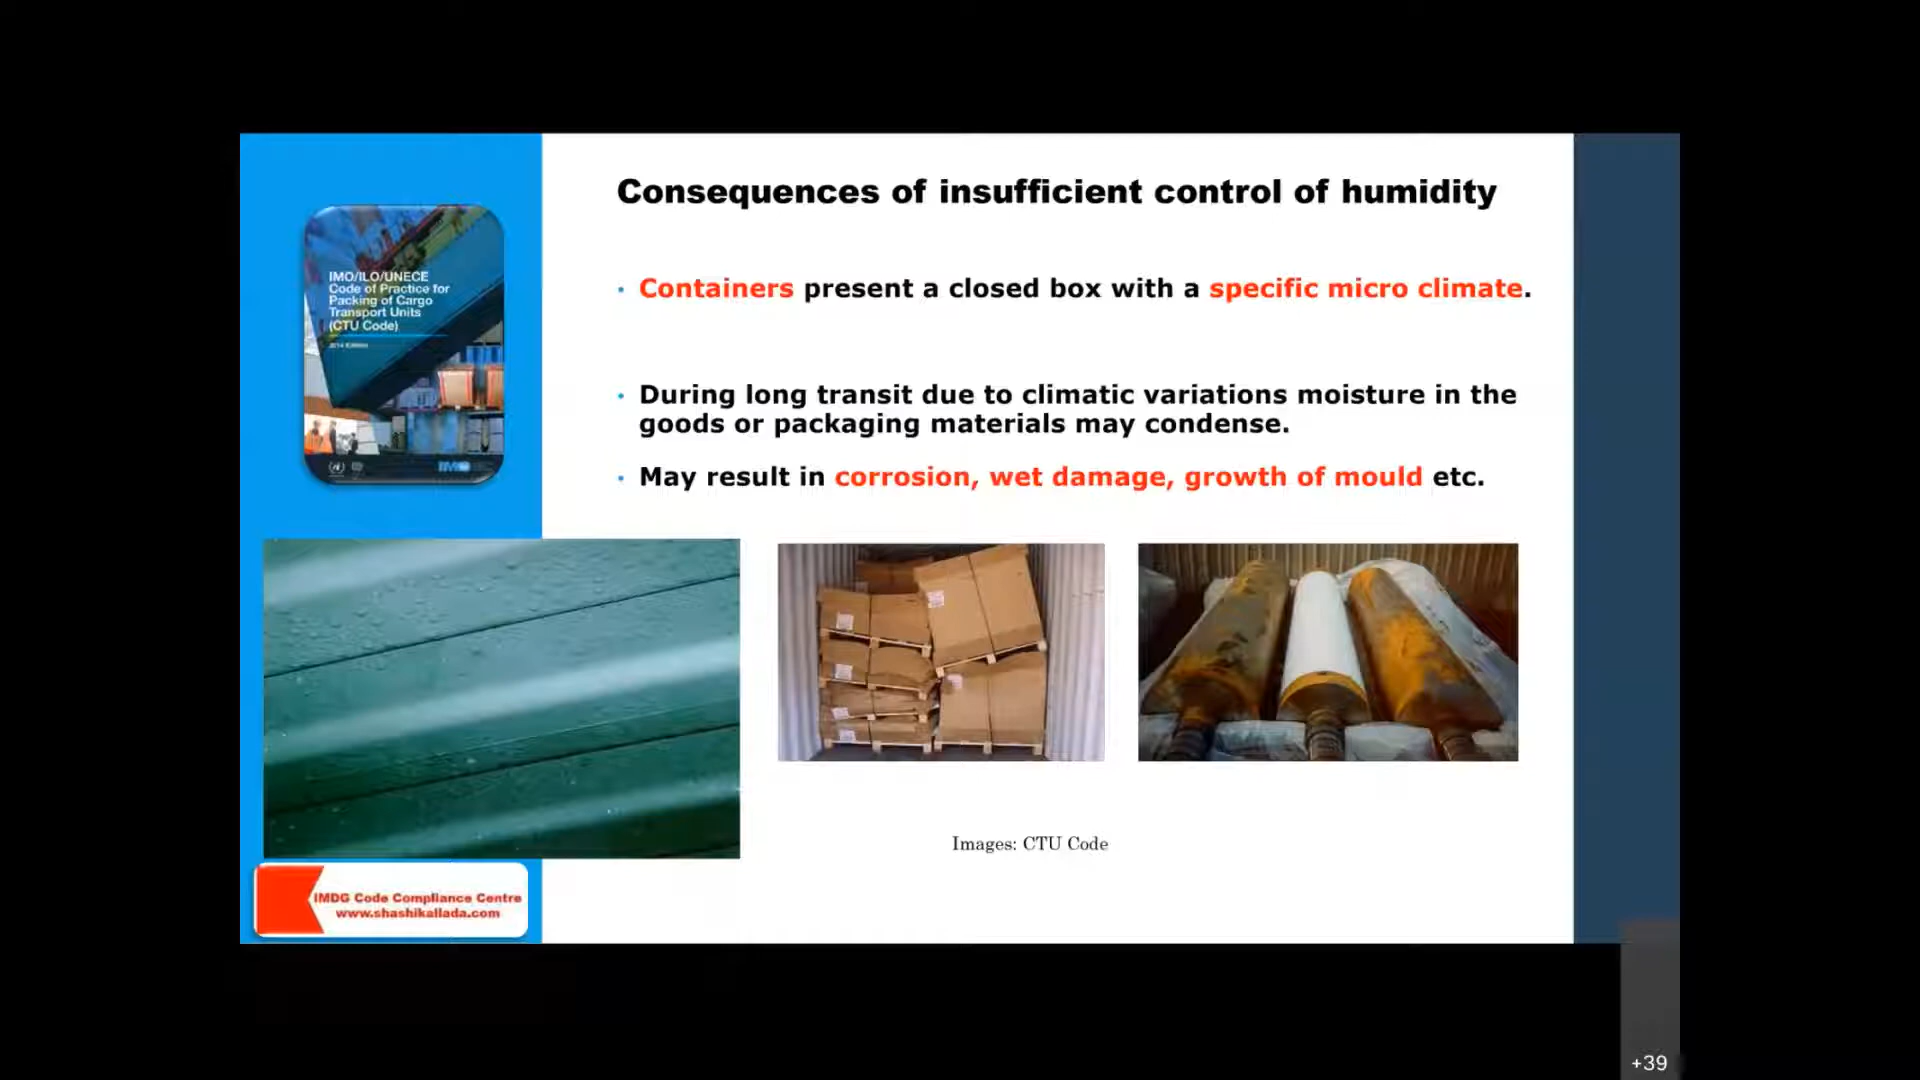 Consequences of insufficient control of humidity
IMO/ILO/UNECE
Code of Practice for
Packing of Cargo
Transport Units
(CTU Code)
2014 Edition
• Containers present a closed box with a specific micro climate.
• During long transit due to climatic variations moisture in the
goods or packaging materials may condense.
• May result in corrosion, wet damage, growth of mould etc.
Images: CTU Code
IMDG Code Compliance Centre
www.shashikallada.com
+39